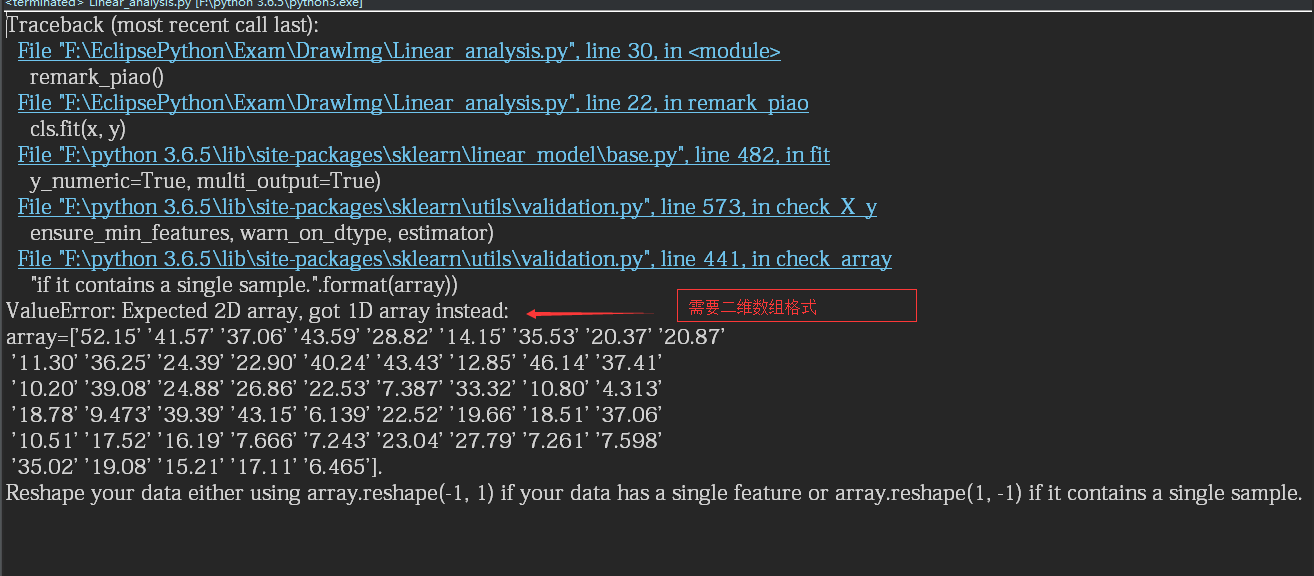 <terminated> Linear_analysis.py [F:\python 3.6.5\python3.exe]
Traceback (most recent call last):
File "F:\EclipsePython\Exam\DrawImg\Linear_analysis.py", line 30, in <module>
remark_piao()
File "F:\EclipsePython\Exam\DrawImg\Linear_analysis.py", line 22, in remark_piao
cls.fit(x, y)
File "F:\python 3.6.5\lib\site-packages\sklearn\linear_model\base.py", line 482, in fit
y_numeric=True, multi_output=True)
File "F:\python 3.6.5\lib\site-packages\sklearn\utils\validation.py", line 573, in check_X_y
ensure_min_features, warn_on_dtype, estimator)
File "F:\python 3.6.5\lib\site-packages\sklearn\utils\validation.py", line 441, in check_array
"if it contains a single sample.".format(array))
ValueError: Expected 2D array, got 1D array instead:
需要二维数组格式
array=['52.15' '41.57' '37.06' '43.59' '28.82' '14.15' '35.53' '20.37' '20.87'
'11.30' '36.25' '24.39' '22.90' '40.24' '43.43' '12.85' '46.14' '37.41'
'10.20' '39.08' '24.88' '26.86' '22.53' '7.387' '33.32' '10.80' '4.313'
'18.78' '9.473' '39.39' '43.15' '6.139' '22.52' '19.66' '18.51' '37.06'
'10.51' '17.52' '16.19' '7.666' '7.243' '23.04' '27.79' '7.261' '7.598'
'35.02' '19.08' '15.21' '17.11' '6.465'].
Reshape your data either using array.reshape(-1, 1) if your data has a single feature or array.reshape(1, -1) if it contains a single sample.